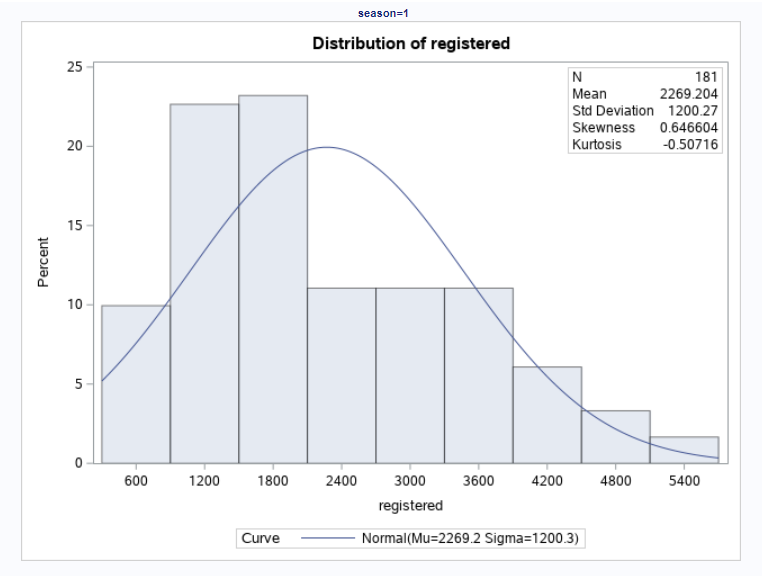 season=1
Distribution of registered
N 181
Mean 2269.204
Std Deviation 1200.27
Skewness 0.646604
Kurtosis -0.50716
25
20
15
10
5
0
Percent
600 1200 1800 2400 3000 3600 4200 4800 5400
registered
Curve Normal(Mu=2269.2 Sigma=1200.3)